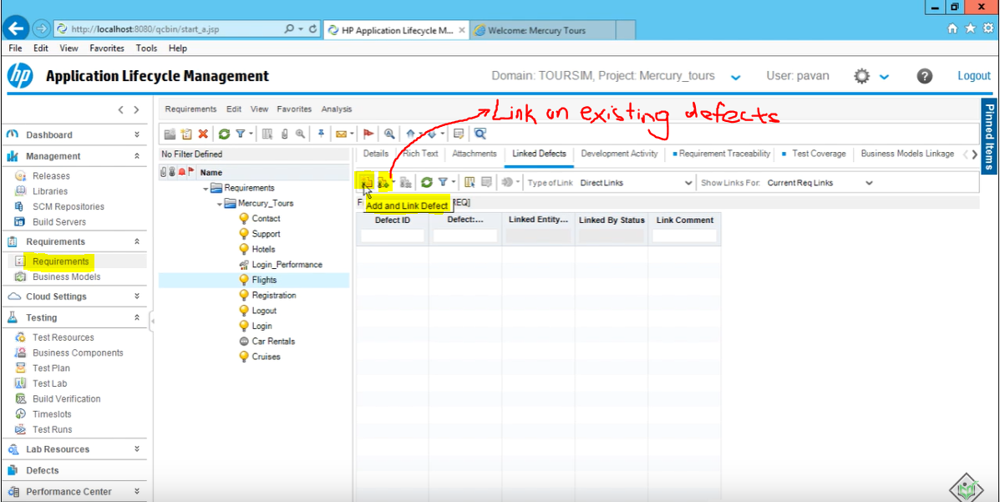 http://localhost:8080/qcbin/start_a.jsp
HP Application Lifecycle M...
Welcome: Mercury Tours
File Edit View Favorites Tools Help
hp
Application Lifecycle Management
Domain: TOURSIM, Project: Mercury_tours
User: pavan
Logout
Pinned Items
Dashboard
Management
Releases
Libraries
SCM Repositories
Build Servers
Requirements
Requirements
Business Models
Cloud Settings
Testing
Test Resources
Business Components
Test Plan
Test Lab
Build Verification
Timeslots
Test Runs
Lab Resources
Defects
Performance Center
Requirements Edit View Favorites Analysis
Link an existing defects
No Filter Defined
Name
Requirements
Mercury_Tours
Contact
Support
Hotels
Login_Performance
Flights
Registration
Logout
Login
Car Rentals
Cruises
Details Rich Text Attachments Linked Defects Development Activity Requirement Traceability Test Coverage Business Models Linkage
Type of Link Direct Links Show Links For: Current Req Links
Add and Link Defect
REQ]
Defect ID Defect:... Linked Entity... Linked By Status Link Comment